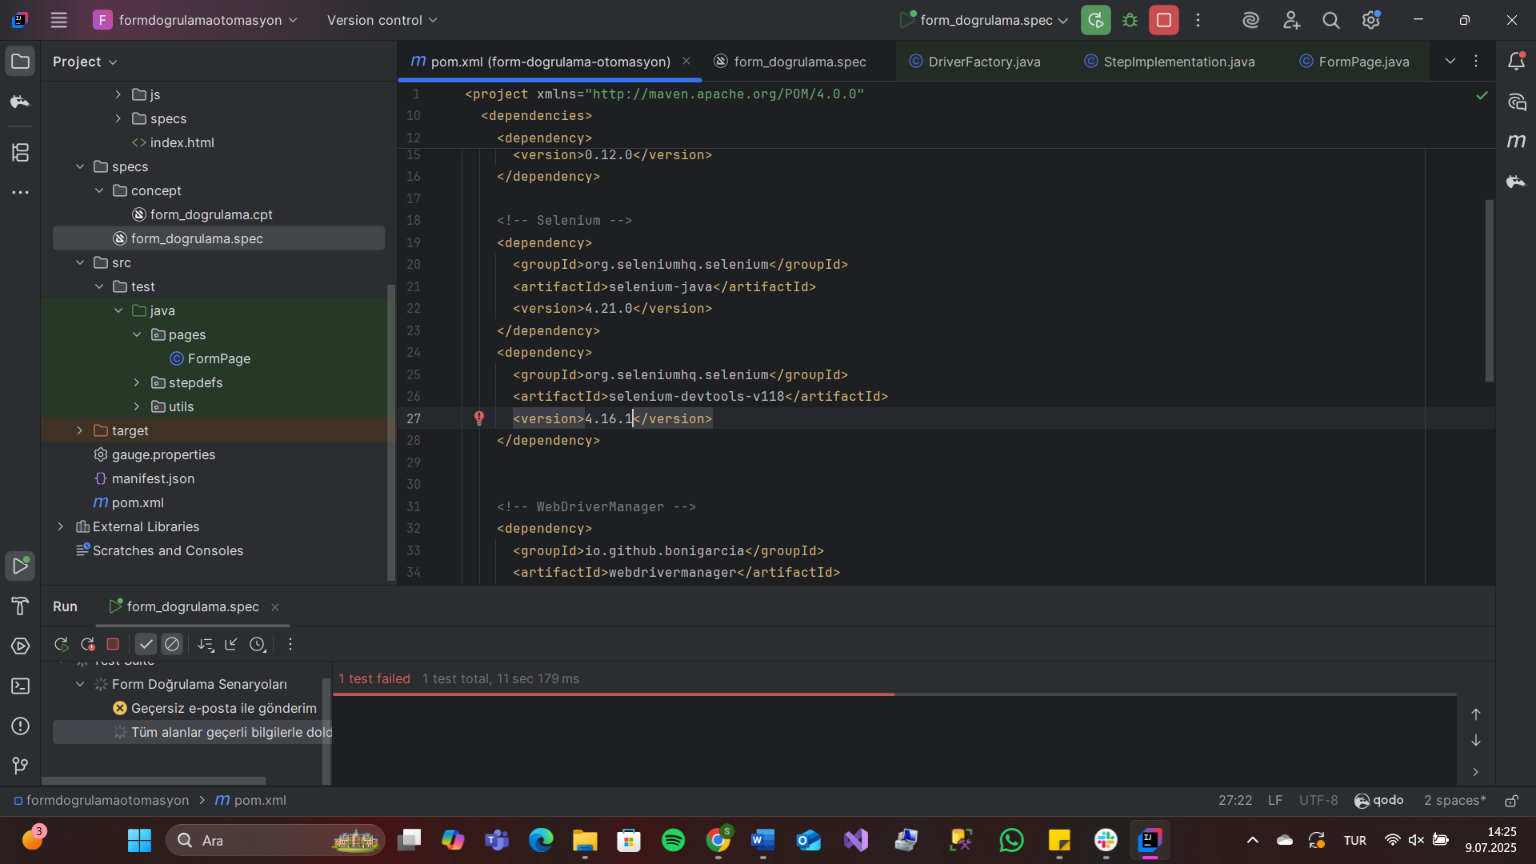 F formdogrulamaotomasyon Version control form_dogrulama.spec
Project
pom.xml (form-dogrulama-otomasyon) form_dogrulama.spec DriverFactory.java StepImplementation.java FormPage.java
js
specs
index.html
specs
concept
form_dogrulama.cpt
form_dogrulama.spec
src
test
java
pages
FormPage
stepdefs
utils
target
gauge.properties
manifest.json
pom.xml
External Libraries
Scratches and Consoles
1 <project xmlns="http://maven.apache.org/POM/4.0.0"
10 <dependencies>
12 <dependency>
15 <version>0.12.0</version>
16 </dependency>
17
18 <!-- Selenium -->
19 <dependency>
20 <groupId>org.seleniumhq.selenium</groupId>
21 <artifactId>selenium-java</artifactId>
22 <version>4.21.0</version>
23 </dependency>
24 <dependency>
25 <groupId>org.seleniumhq.selenium</groupId>
26 <artifactId>selenium-devtools-v118</artifactId>
27 <version>4.16.1</version>
28 </dependency>
29
30
31 <!-- WebDriverManager -->
32 <dependency>
33 <groupId>io.github.bonigarcia</groupId>
34 <artifactId>webdrivermanager</artifactId>
Run form_dogrulama.spec
Test Suite
Form Doğrulama Senaryoları
Geçersiz e-posta ile gönderim
Tüm alanlar geçerli bilgilerle dold
1 test failed 1 test total, 11 sec 179 ms
formdogrulamaotomasyon > pom.xml 27:22 LF UTF-8 qodo 2 spaces*
3 Ara S TUR 14:25
9.07.2025